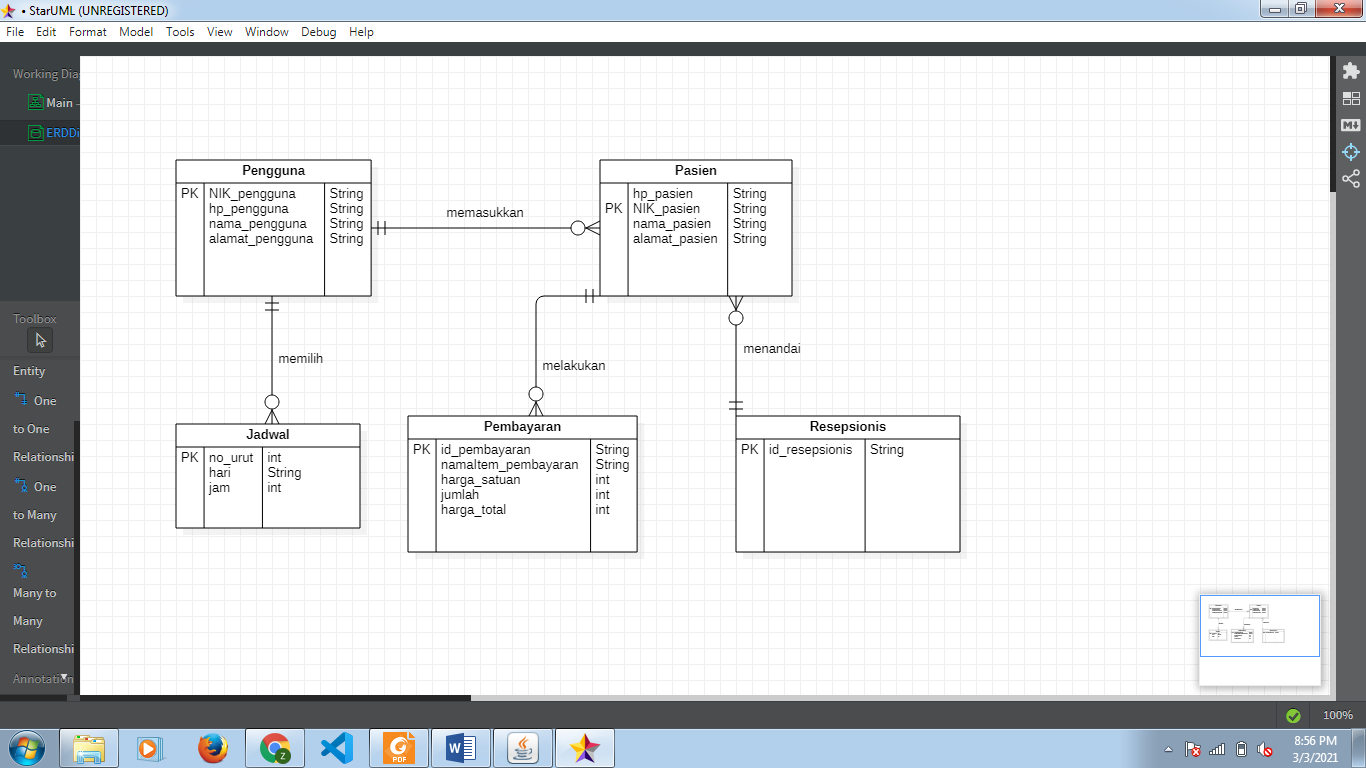 • StarUML (UNREGISTERED)
File Edit Format Model Tools View Window Debug Help
Working Dia
Main –
ERDDi
Toolbox
Entity
One
to One
Relationshi
One
to Many
Relationshi
Many to
Many
Relationshi
Annotation
Pengguna
PK NIK_pengguna String
hp_pengguna String
nama_pengguna String
alamat_pengguna String
memasukkan
Pasien
hp_pasien String
PK NIK_pasien String
nama_pasien String
alamat_pasien String
memilih
melakukan
menandai
Jadwal
PK no_urut int
hari String
jam int
Pembayaran
PK id_pembayaran String
namaItem_pembayaran String
harga_satuan int
jumlah int
harga_total int
Resepsionis
PK id_resepsionis String
M↓
100%
Z
PDF
W
8:56 PM
3/3/2021